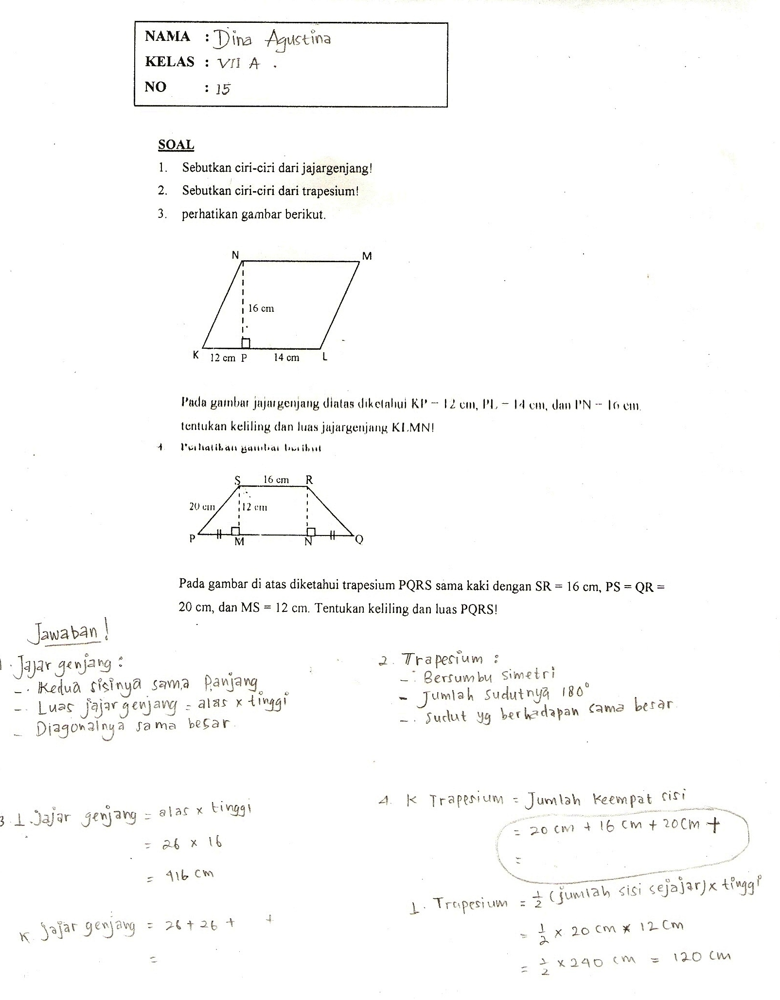 NAMA : Dina Agustina
KELAS : VII A .
NO : 15
SOAL
1. Sebutkan ciri-ciri dari jajargenjang!
2. Sebutkan ciri-ciri dari trapesium!
3. perhatikan gambar berikut.
N M
16 cm
K 12 cm P 14 cm L
Pada gambar jajargenjang diatas diketahui KP = 12 cm, PL = 14 cm, dan PN = 16 cm.
tentukan keliling dan luas jajargenjang KLMN!
4 Perhatikan gambar berikut
S 16 cm R
20 cm 12 cm
P M N Q
Pada gambar di atas diketahui trapesium PQRS sama kaki dengan SR = 16 cm, PS = QR =
20 cm, dan MS = 12 cm. Tentukan keliling dan luas PQRS!
Jawaban !
1. Jajar genjang :
- Kedua sisinya sama Panjang
- Luas jajar genjang = alas x tinggi
- Diagonalnya sama besar.
2. Trapesium :
- Bersumbu simetri
- Jumlah sudutnya 180°
- Sudut yg berhadapan sama besar.
3. L. Jajar genjang = alas x tinggi
= 26 x 16
= 416 cm
K. Jajar genjang = 26 + 26 + +
=
4. K Trapesium = Jumlah keempat sisi
= 20 cm + 16 cm + 20 cm +
=
L. Trapesium = 1/2 (jumlah sisi sejajar) x tinggi
= 1/2 x 20 cm x 12 cm
= 1/2 x 240 cm = 120 cm